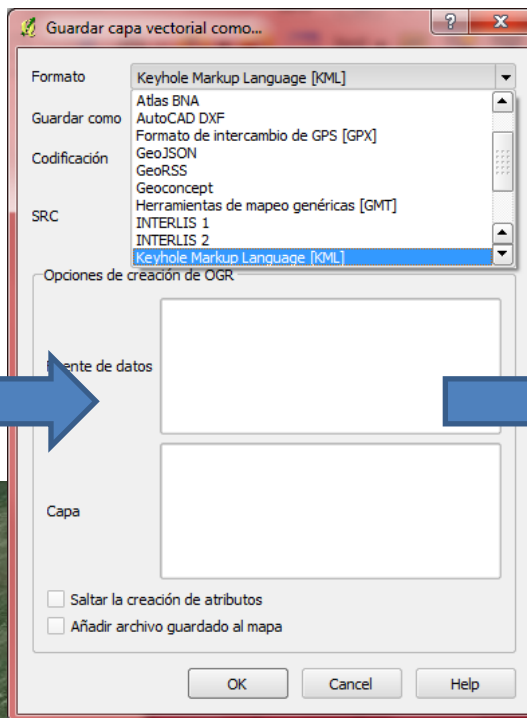 Guardar capa vectorial como...
Formato Keyhole Markup Language [KML]
Atlas BNA
Guardar como AutoCAD DXF
Formato de intercambio de GPS [GPX]
Codificación GeoJSON
GeoRSS
Geoconcept
Herramientas de mapeo genéricas [GMT]
SRC INTERLIS 1
INTERLIS 2
Keyhole Markup Language [KML]
Opciones de creación de OGR
ente de datos
Capa
Saltar la creación de atributos
Añadir archivo guardado al mapa
OK Cancel Help